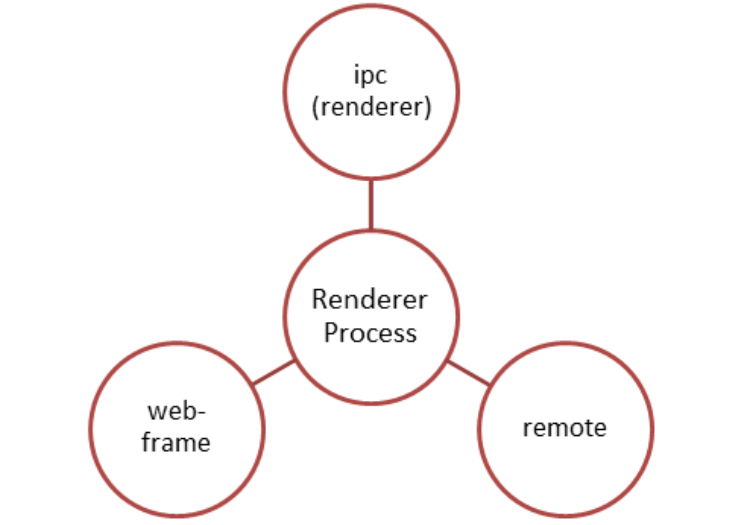 ipc
(renderer)
Renderer
Process
web-
frame
remote